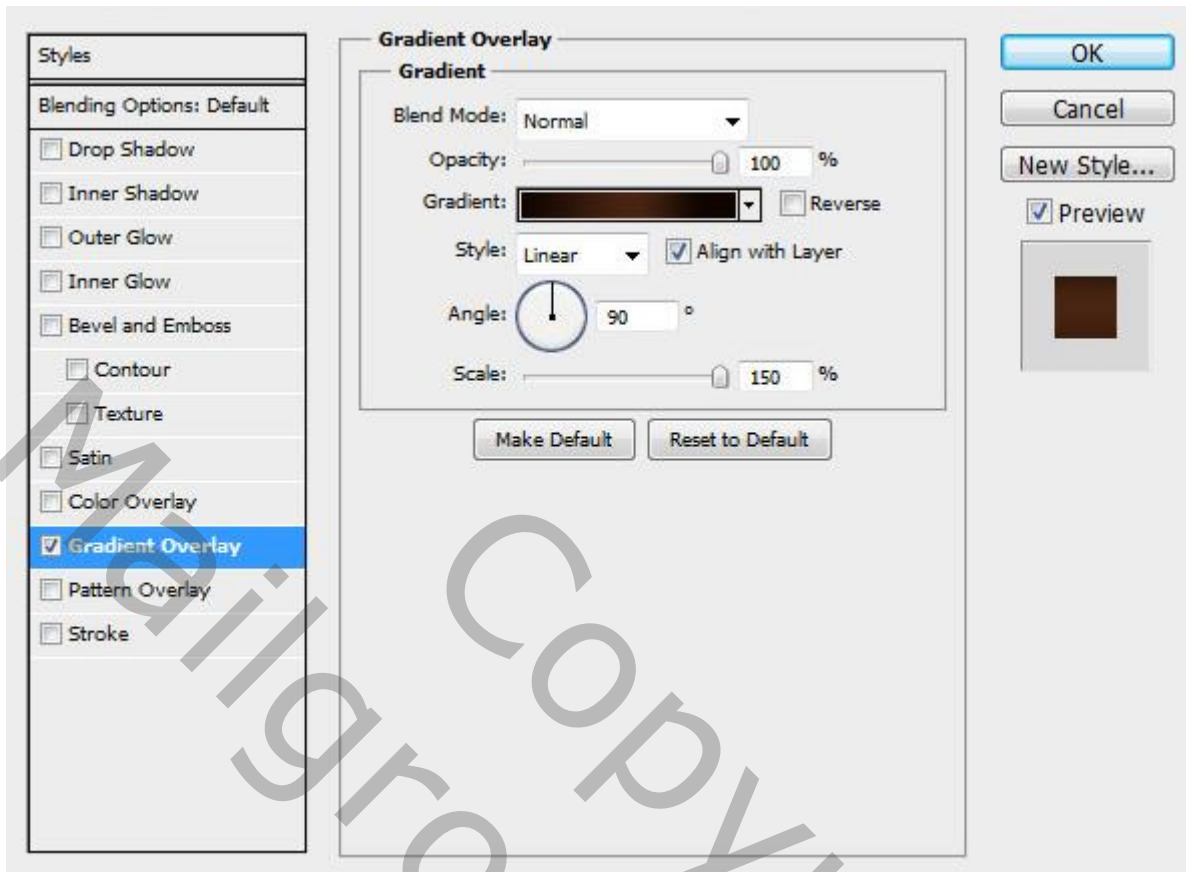 Styles
Blending Options: Default
Drop Shadow
Inner Shadow
Outer Glow
Inner Glow
Bevel and Emboss
Contour
Texture
Satin
Color Overlay
Gradient Overlay
Pattern Overlay
Stroke
Gradient Overlay
Gradient
Blend Mode: Normal
Opacity: 100 %
Gradient: Reverse
Style: Linear Align with Layer
Angle: 90 °
Scale: 150 %
Make Default Reset to Default
OK
Cancel
New Style...
Preview